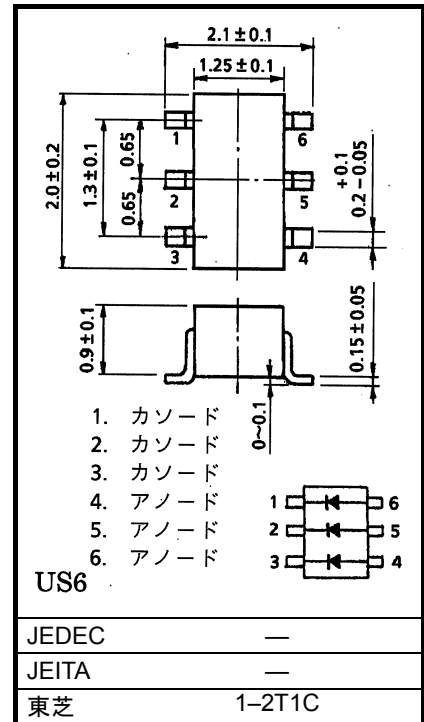 2.1±0.1
1.25±0.1
2.0±0.2
1.3±0.1
0.65
0.65
1
2
3
6
5
4
+0.1
0.2-0.05
0.9±0.1
0~0.1
0.15±0.05
1. カソード
2. カソード
3. カソード
4. アノード
5. アノード
6. アノード
1 6
2 5
3 4
US6
JEDEC —
JEITA —
東芝 1–2T1C